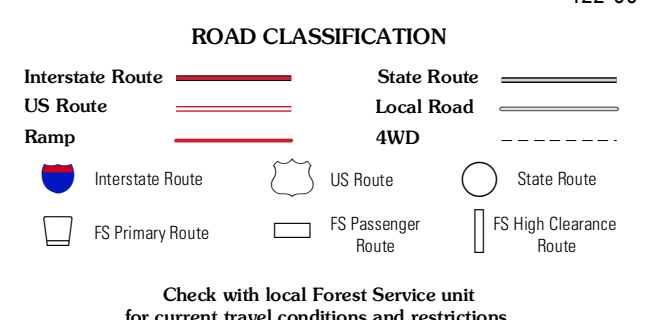 ROAD CLASSIFICATION
Interstate Route
State Route
US Route
Local Road
Ramp
4WD
Interstate Route
US Route
State Route
FS Primary Route
FS Passenger
Route
FS High Clearance
Route
Check with local Forest Service unit
for current travel conditions and restrictions